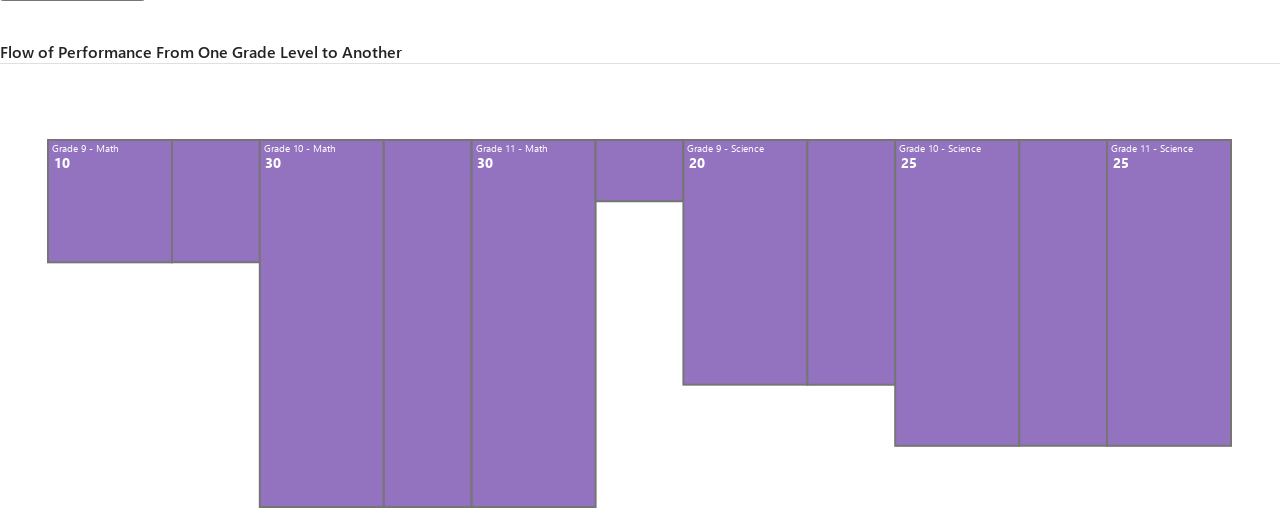 Flow of Performance From One Grade Level to Another
Grade 9 - Math
10
Grade 10 - Math
30
Grade 11 - Math
30
Grade 9 - Science
20
Grade 10 - Science
25
Grade 11 - Science
25